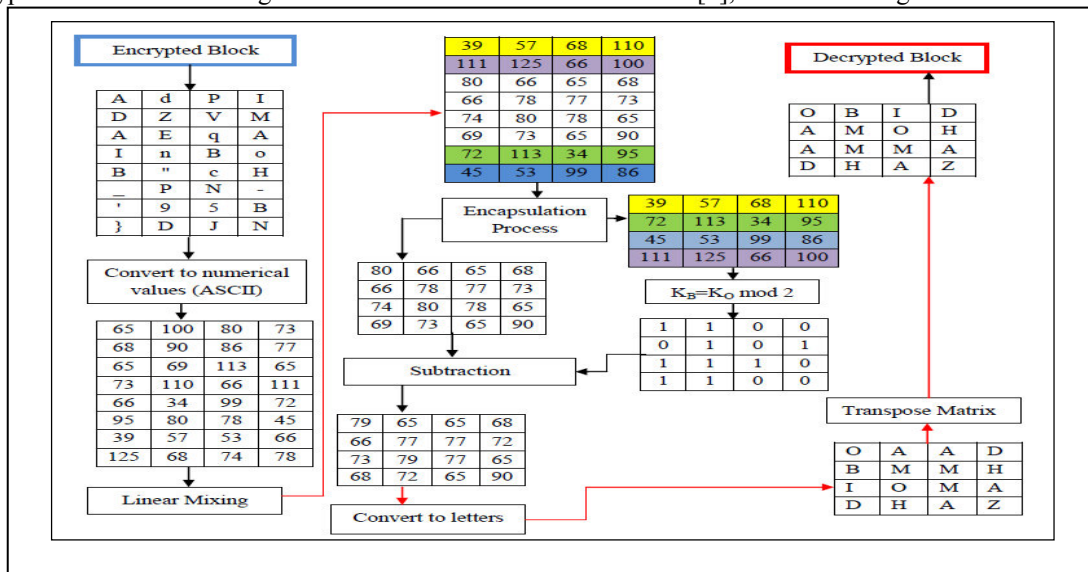 Encrypted Block
A d P I
D Z V M
A E q A
I n B o
B " c H
_ P N -
' 9 5 B
} D J N
Convert to numerical
values (ASCII)
65 100 80 73
68 90 86 77
65 69 113 65
73 110 66 111
66 34 99 72
95 80 78 45
39 57 53 66
125 68 74 78
Linear Mixing
39 57 68 110
111 125 66 100
80 66 65 68
66 78 77 73
74 80 78 65
69 73 65 90
72 113 34 95
45 53 99 86
Encapsulation
Process
39 57 68 110
72 113 34 95
45 53 99 86
111 125 66 100
K_B=K_O mod 2
1 1 0 0
0 1 0 1
1 1 1 0
1 1 0 0
80 66 65 68
66 78 77 73
74 80 78 65
69 73 65 90
Subtraction
79 65 65 68
66 77 77 72
73 79 77 65
68 72 65 90
Convert to letters
O A A D
B M M H
I O M A
D H A Z
Transpose Matrix
O B I D
A M O H
A M M A
D H A Z
Decrypted Block